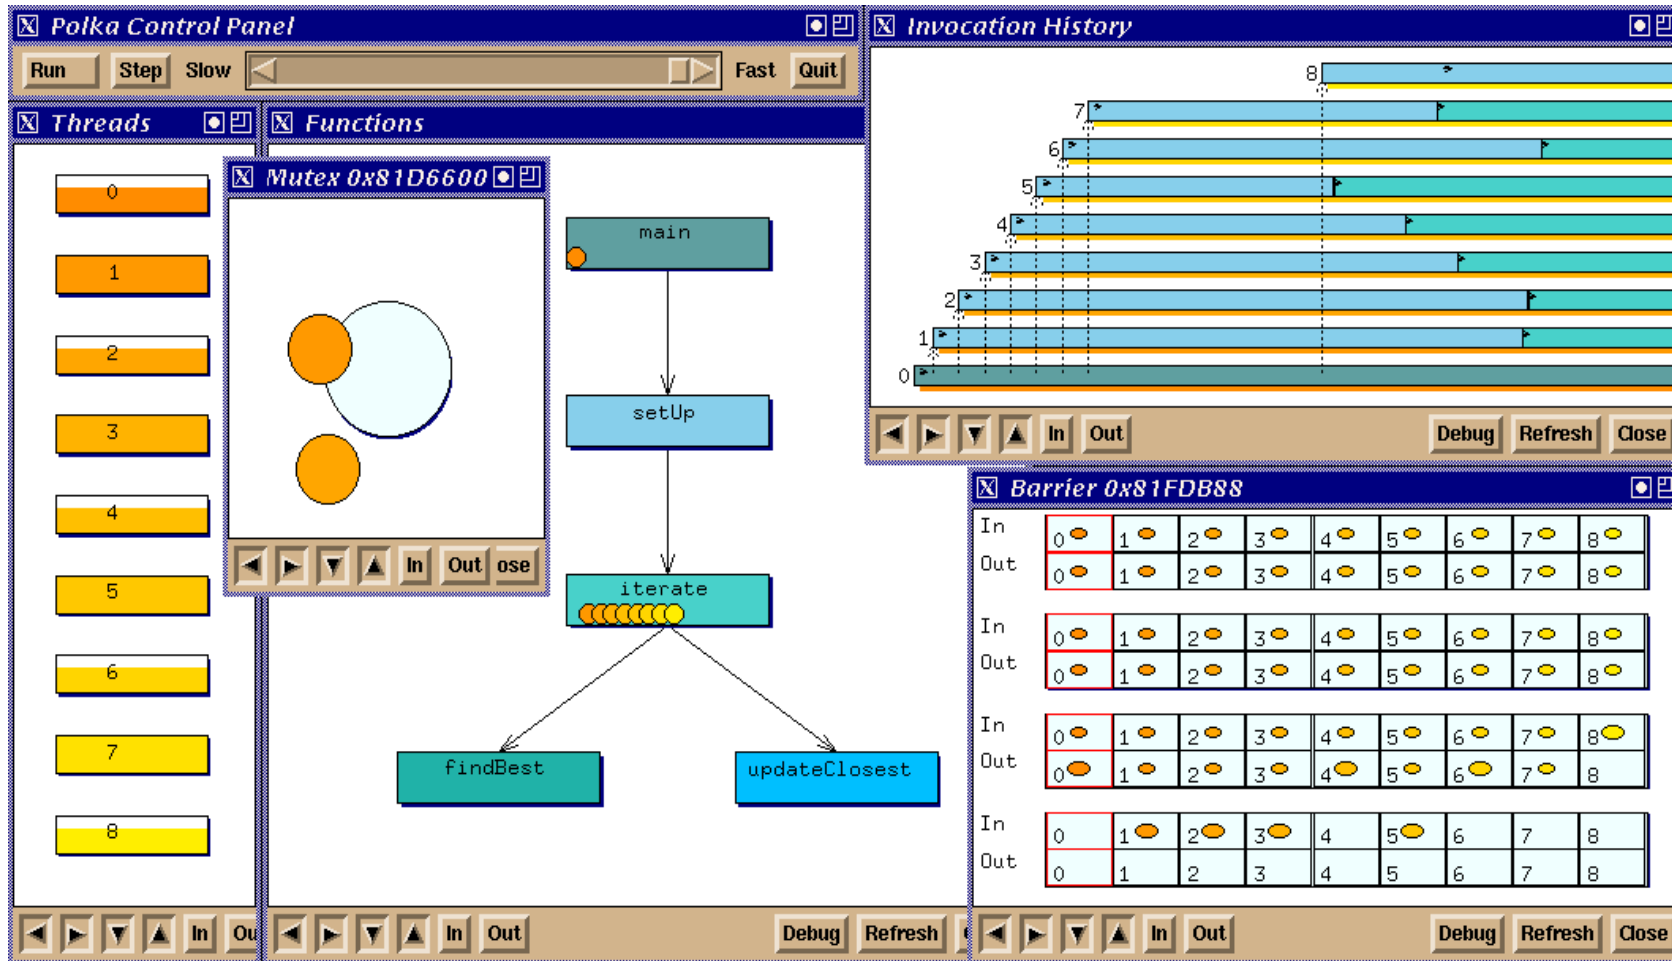 Polka Control Panel
Run Step Slow Fast Quit
Threads
0
1
2
3
4
5
6
7
8
In Ou
Functions
main
setUp
iterate
findBest updateClosest
In Out Debug Refresh
Mutex 0x81D6600
In Out ose
Invocation History
8
7
6
5
4
3
2
1
0
In Out Debug Refresh Close
Barrier 0x81FDB88
In 0 1 2 3 4 5 6 7 8
Out 0 1 2 3 4 5 6 7 8
In 0 1 2 3 4 5 6 7 8
Out 0 1 2 3 4 5 6 7 8
In 0 1 2 3 4 5 6 7 8
Out 0 1 2 3 4 5 6 7 8
In 0 1 2 3 4 5 6 7 8
Out 0 1 2 3 4 5 6 7 8
In Out Debug Refresh Close